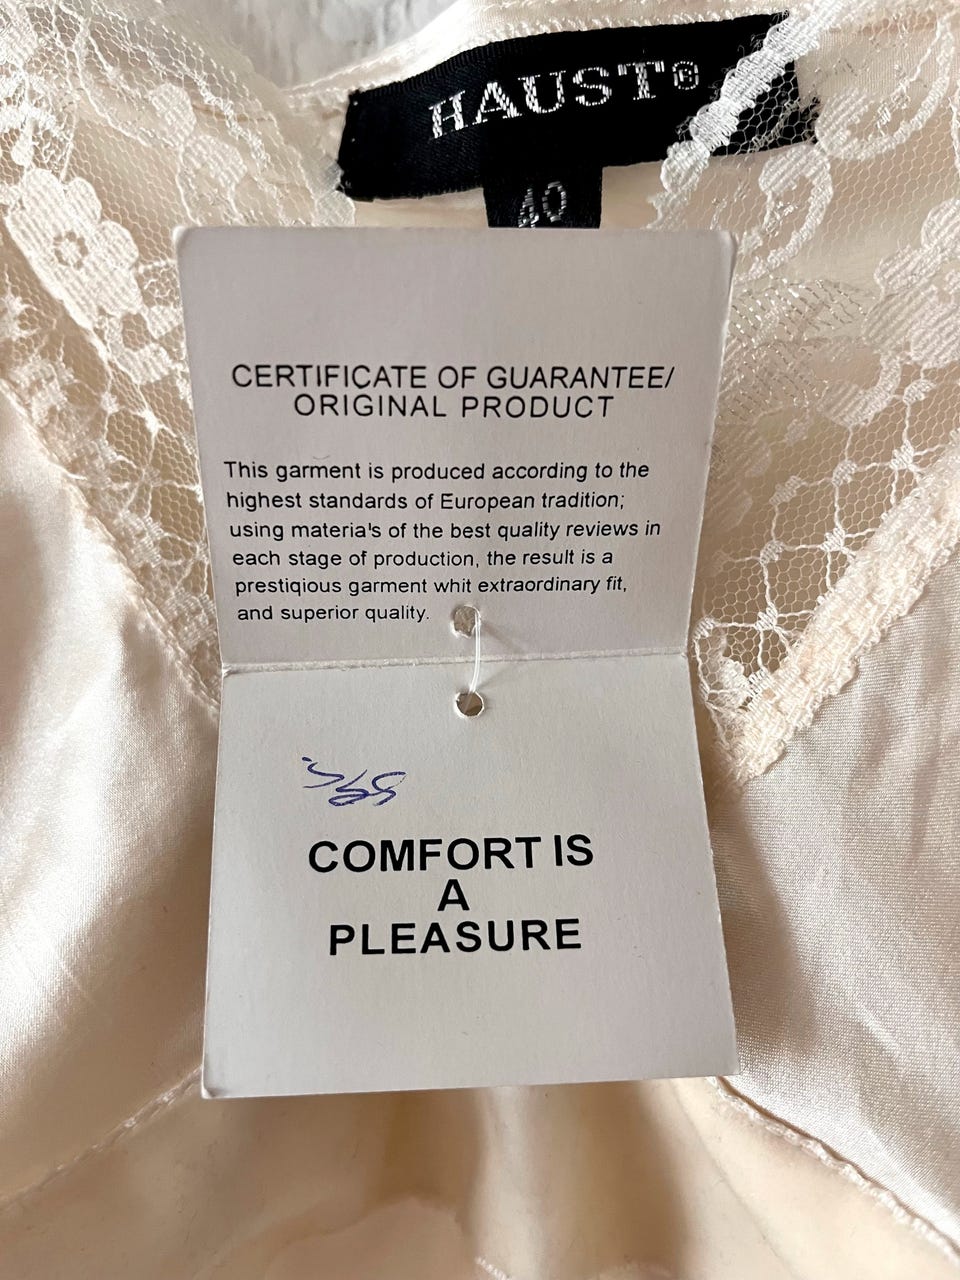 HAUST®
40
CERTIFICATE OF GUARANTEE/
ORIGINAL PRODUCT
This garment is produced according to the
highest standards of European tradition;
using materia's of the best quality reviews in
each stage of production, the result is a
prestiqious garment whit extraordinary fit,
and superior quality.
COMFORT IS
A
PLEASURE